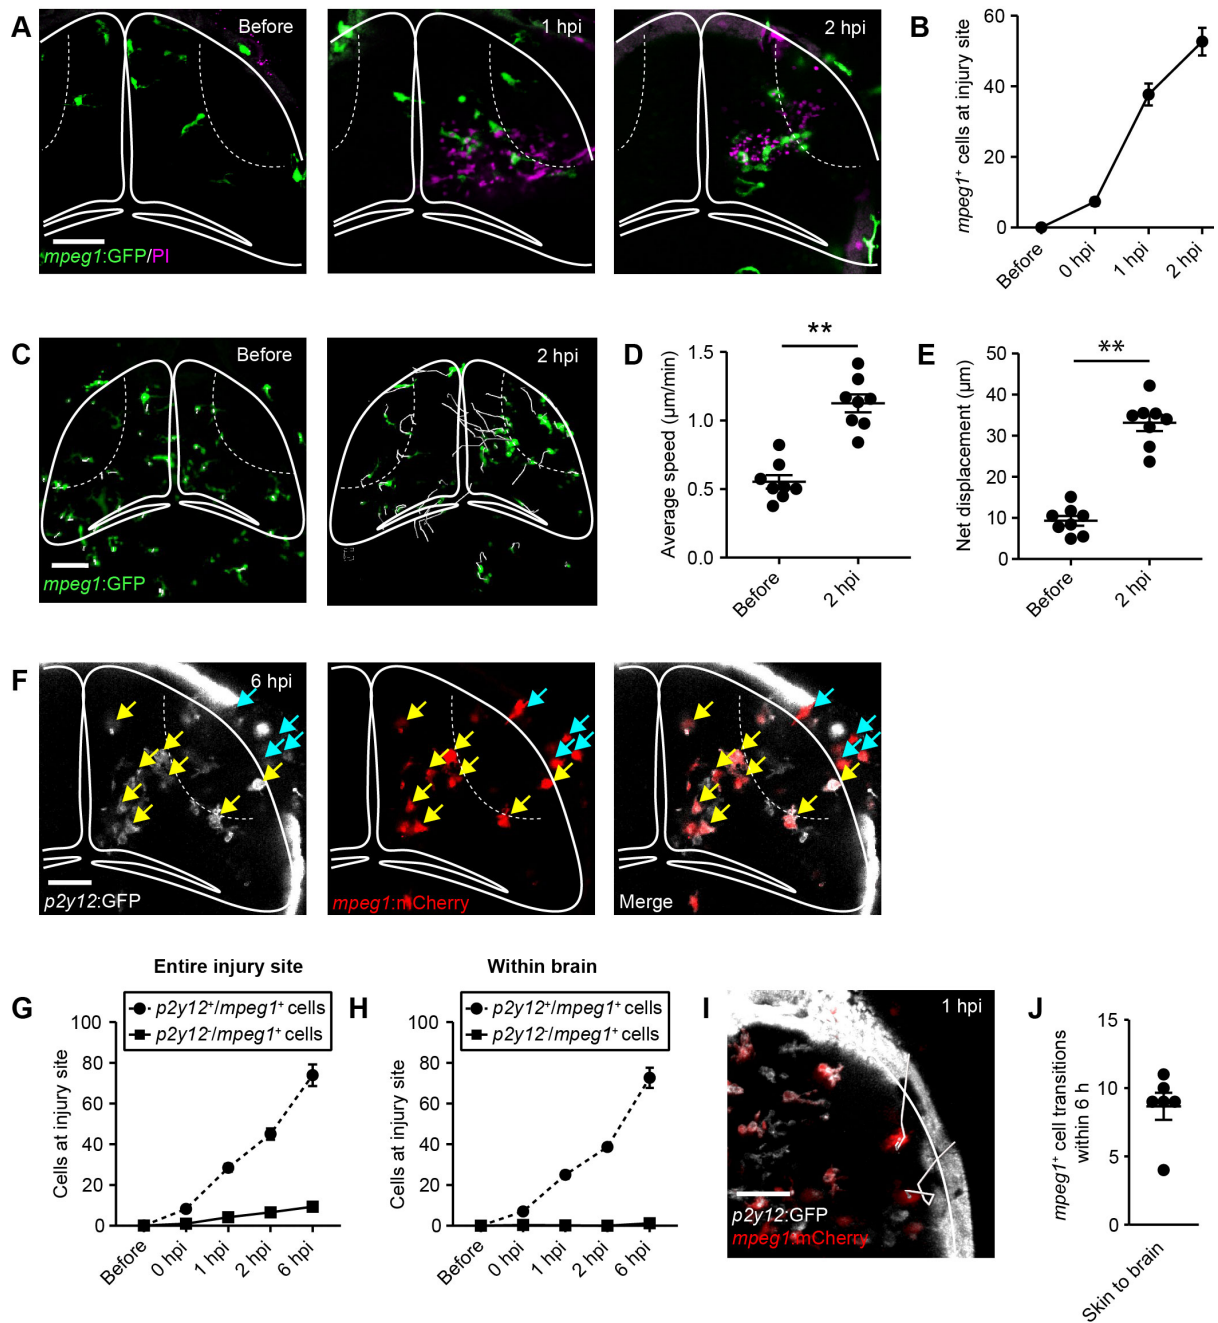 A
Before
mpeg1:GFP/PI
1 hpi
2 hpi
B
mpeg1+ cells at injury site
60
40
20
0
Before
0 hpi
1 hpi
2 hpi
C
Before
mpeg1:GFP
2 hpi
D
**
Average speed (µm/min)
1.5
1.0
0.5
0.0
Before
2 hpi
E
**
Net displacement (µm)
50
40
30
20
10
0
Before
2 hpi
F
6 hpi
p2y12:GFP
mpeg1:mCherry
Merge
G
Entire injury site
p2y12+/mpeg1+ cells
p2y12-/mpeg1+ cells
Cells at injury site
100
80
60
40
20
0
Before
0 hpi
1 hpi
2 hpi
6 hpi
H
Within brain
p2y12+/mpeg1+ cells
p2y12-/mpeg1+ cells
Cells at injury site
100
80
60
40
20
0
Before
0 hpi
1 hpi
2 hpi
6 hpi
I
1 hpi
p2y12:GFP
mpeg1:mCherry
J
mpeg1+ cell transitions
within 6 h
15
10
5
0
Skin to brain